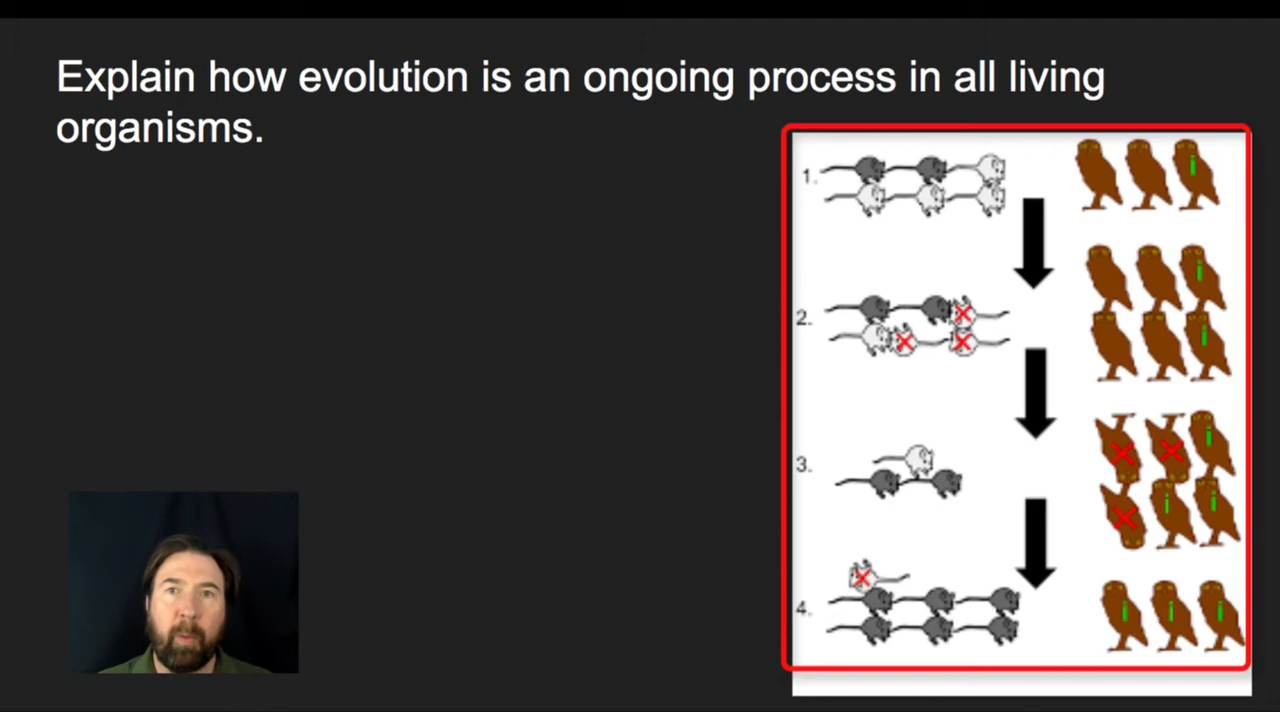 Explain how evolution is an ongoing process in all living
organisms.
1.
i
2.
i
i
3.
i
i
i
4.
i
i
i